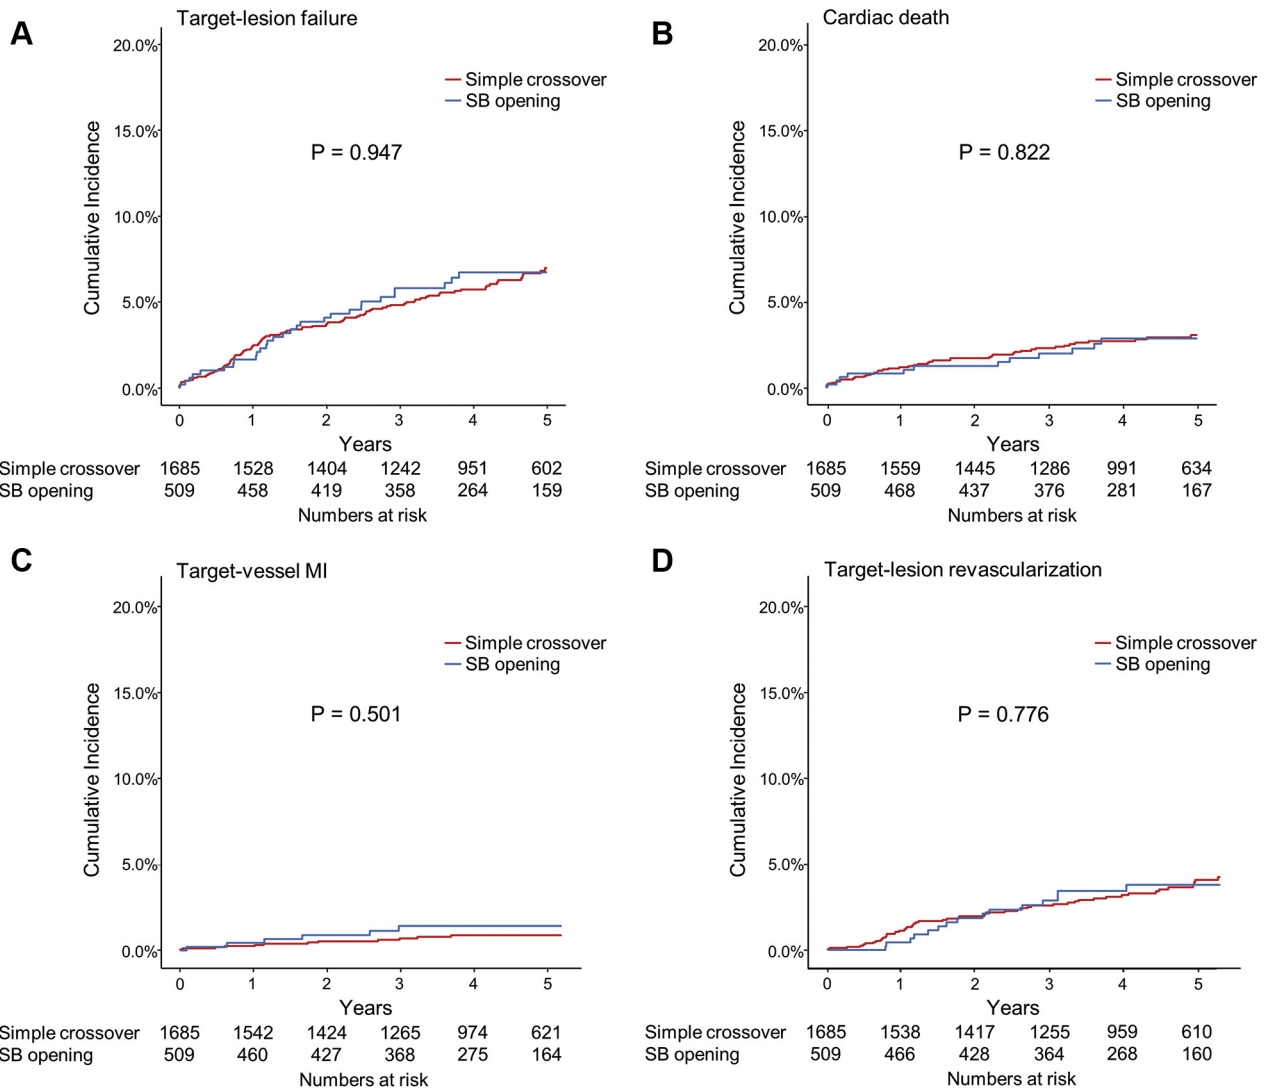 A
Target-lesion failure
20.0%
15.0%
10.0%
5.0%
0.0%
Cumulative Incidence
Simple crossover
SB opening
P = 0.947
0 1 2 3 4 5
Years
Simple crossover 1685 1528 1404 1242 951 602
SB opening 509 458 419 358 264 159
Numbers at risk
B
Cardiac death
20.0%
15.0%
10.0%
5.0%
0.0%
Cumulative Incidence
Simple crossover
SB opening
P = 0.822
0 1 2 3 4 5
Years
Simple crossover 1685 1559 1445 1286 991 634
SB opening 509 468 437 376 281 167
Numbers at risk
C
Target-vessel MI
20.0%
15.0%
10.0%
5.0%
0.0%
Cumulative Incidence
Simple crossover
SB opening
P = 0.501
0 1 2 3 4 5
Years
Simple crossover 1685 1542 1424 1265 974 621
SB opening 509 460 427 368 275 164
Numbers at risk
D
Target-lesion revascularization
20.0%
15.0%
10.0%
5.0%
0.0%
Cumulative Incidence
Simple crossover
SB opening
P = 0.776
0 1 2 3 4 5
Years
Simple crossover 1685 1538 1417 1255 959 610
SB opening 509 466 428 364 268 160
Numbers at risk